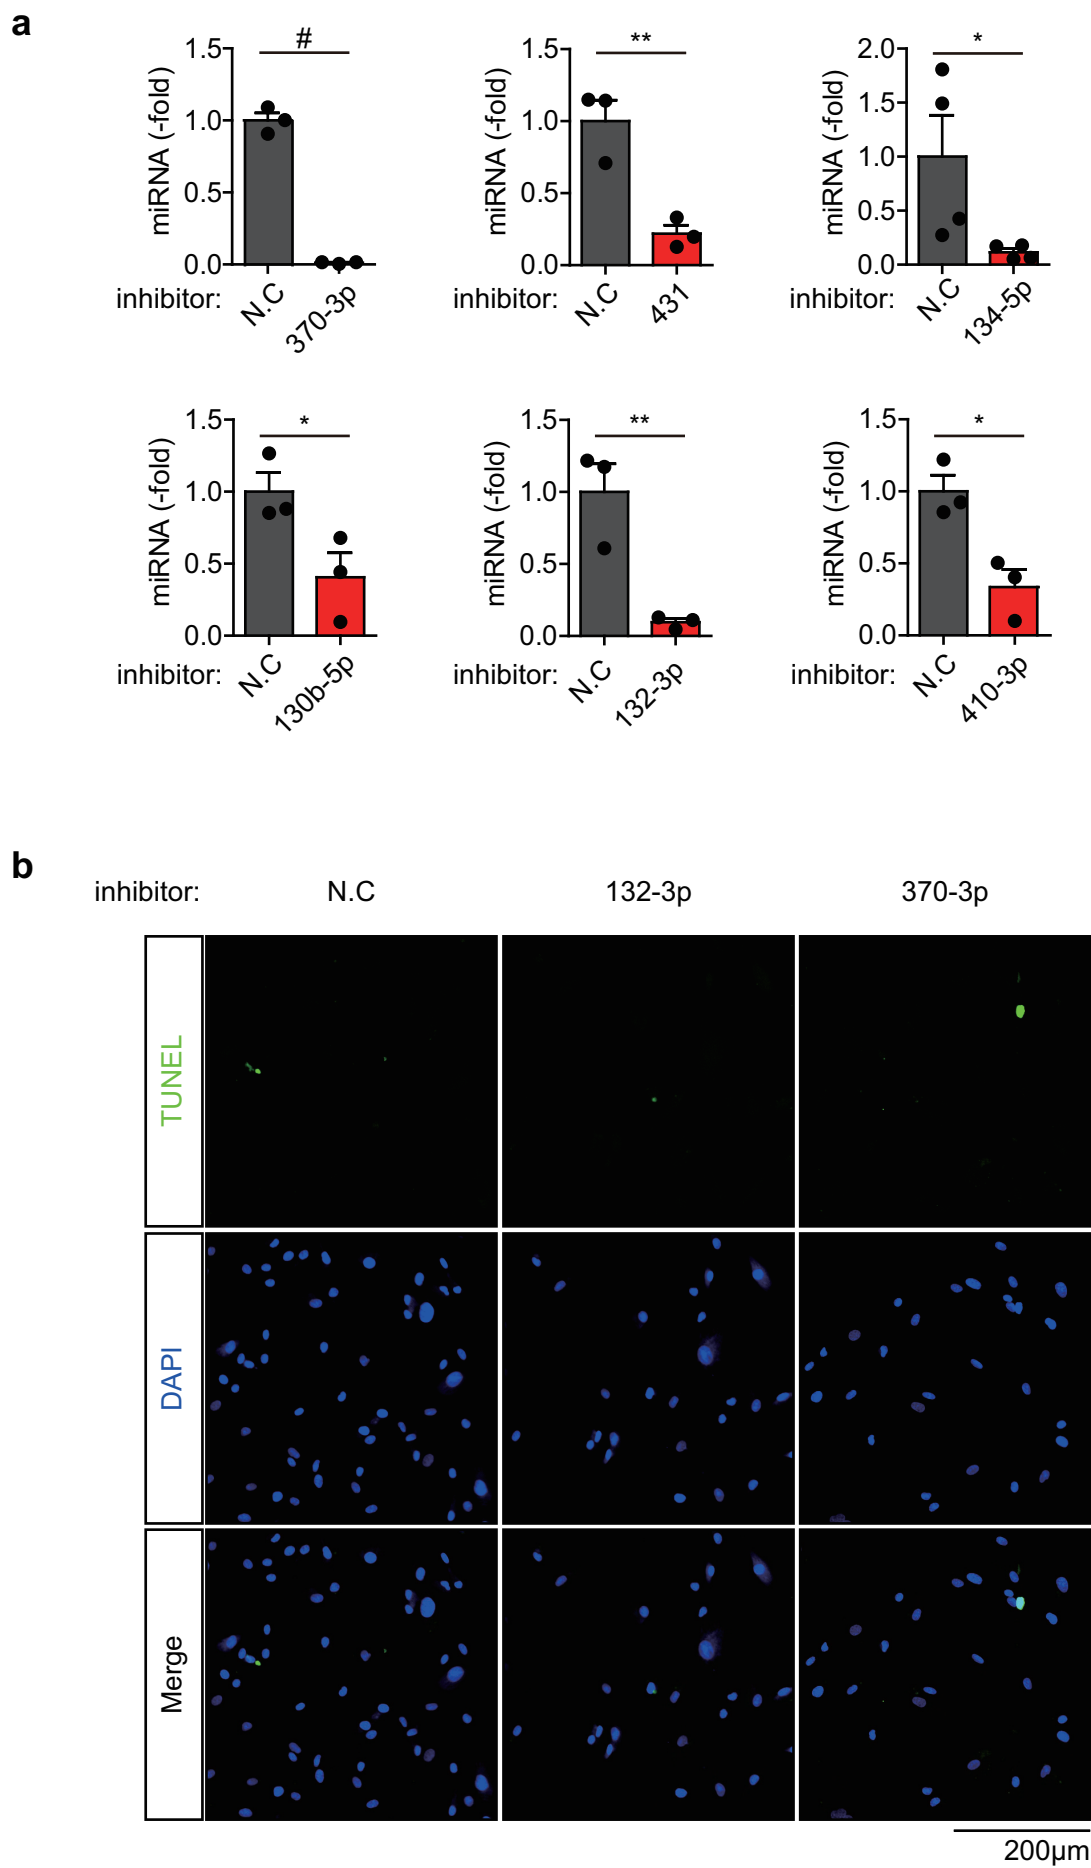 a
# ** *
miRNA (-fold) 1.5 1.0 0.5 0.0
inhibitor: N.C 370-3p
miRNA (-fold) 1.5 1.0 0.5 0.0
inhibitor: N.C 431
miRNA (-fold) 2.0 1.5 1.0 0.5 0.0
inhibitor: N.C 134-5p
* ** *
miRNA (-fold) 1.5 1.0 0.5 0.0
inhibitor: N.C 130b-5p
miRNA (-fold) 1.5 1.0 0.5 0.0
inhibitor: N.C 132-3p
miRNA (-fold) 1.5 1.0 0.5 0.0
inhibitor: N.C 410-3p
b
inhibitor: N.C 132-3p 370-3p
TUNEL
DAPI
Merge
200µm